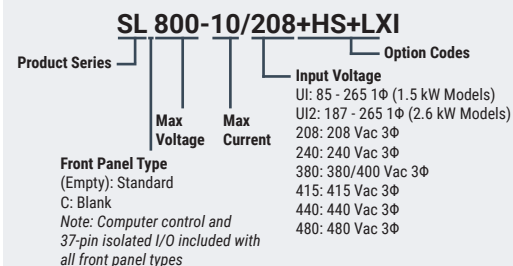 SL 800-10/208+HS+LXI
Option Codes
Product Series
Input Voltage
UI: 85 - 265 1Φ (1.5 kW Models)
UI2: 187 - 265 1Φ (2.6 kW Models)
208: 208 Vac 3Φ
240: 240 Vac 3Φ
380: 380/400 Vac 3Φ
415: 415 Vac 3Φ
440: 440 Vac 3Φ
480: 480 Vac 3Φ
Max
Voltage
Max
Current
Front Panel Type
(Empty): Standard
C: Blank
Note: Computer control and
37-pin isolated I/O included with
all front panel types